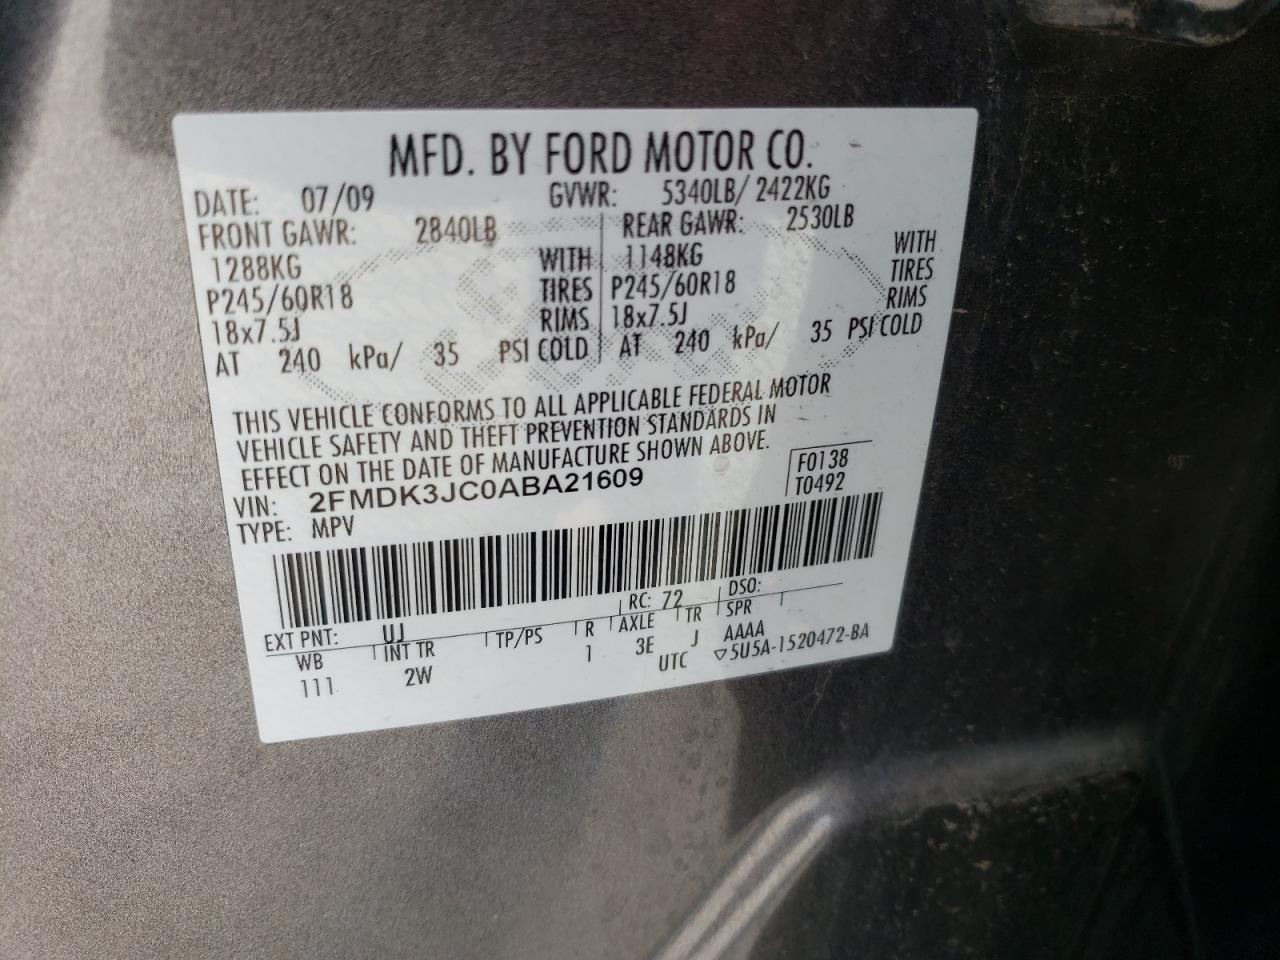 MFD. BY FORD MOTOR CO.
DATE: 07/09 GVWR: 5340LB/ 2422KG
FRONT GAWR: 2840LB REAR GAWR: 2530LB
1288KG WITH 1148KG WITH
P245/60R18 TIRES P245/60R18 TIRES
18x7.5J RIMS 18x7.5J RIMS
AT 240 kPa/ 35 PSI COLD AT 240 kPa/ 35 PSI COLD
THIS VEHICLE CONFORMS TO ALL APPLICABLE FEDERAL MOTOR
VEHICLE SAFETY AND THEFT PREVENTION STANDARDS IN
EFFECT ON THE DATE OF MANUFACTURE SHOWN ABOVE.
VIN: 2FMDK3JC0ABA21609 F0138
TYPE: MPV T0492
EXT PNT: UJ RC: 72 DSO:
WB INT TR TP/PS R AXLE TR SPR
111 2W 1 3E J AAAA
UTC ▽5U5A-1520472-BA